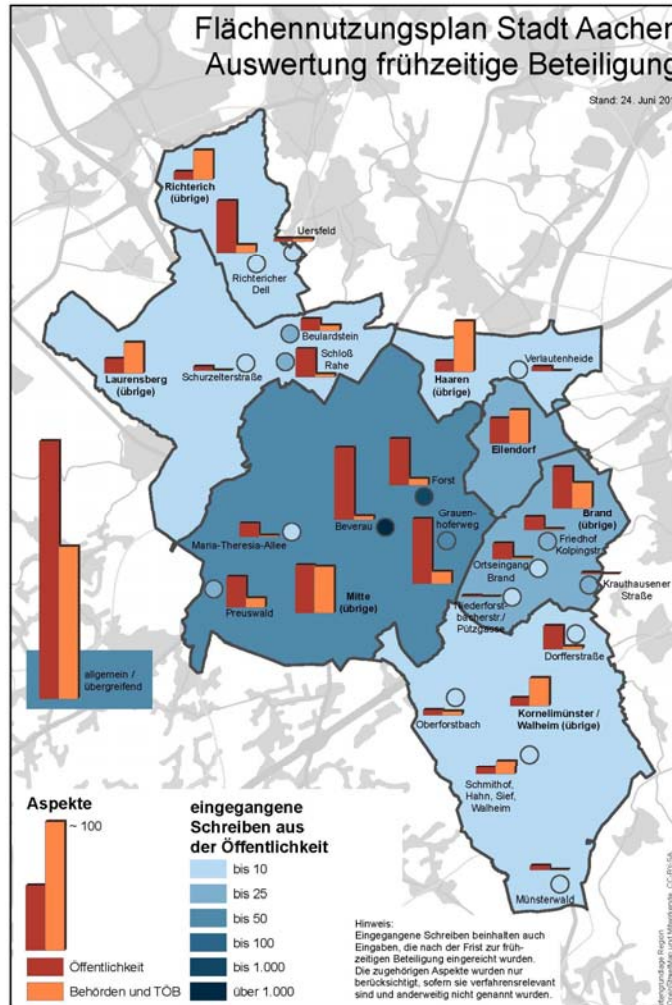 Flächennutzungsplan Stadt Aachen
Auswertung frühzeitige Beteiligung
Stand: 24. Juni 201
Richterich
(übrige)
Uersfeld
Richtericher
Dell
Beulardstein
Schloß
Rahe
Laurensberg
(übrige)
Schurzelterstraße
Haaren
(übrige)
Verlautenheide
Eilendorf
Forst
Brand
(übrige)
Beverau
Grauen-
hoferweg
Friedhof
Kolpingstr.
Maria-Theresia-Allee
Ortseingang
Brand
Krauthausener
Straße
Preuswald
Mitte
(übrige)
Niederforst-
bacherstr./
Pützgasse
Dorfferstraße
allgemein /
übergreifend
Oberforstbach
Kornelimünster /
Walheim (übrige)
Schmithof,
Hahn, Sief,
Walheim
Münsterwald
Aspekte
~ 100
Öffentlichkeit
Behörden und TÖB
eingegangene
Schreiben aus
der Öffentlichkeit
bis 10
bis 25
bis 50
bis 100
bis 1.000
über 1.000
Hinweis:
Eingegangene Schreiben beinhalten auch
Eingaben, die nach der Frist zur früh-
zeitigen Beteiligung eingereicht wurden.
Die zugehörigen Aspekte wurden nur
berücksichtigt, sofern sie verfahrensrelevant
sind und anderweitig nicht genannt wurden.